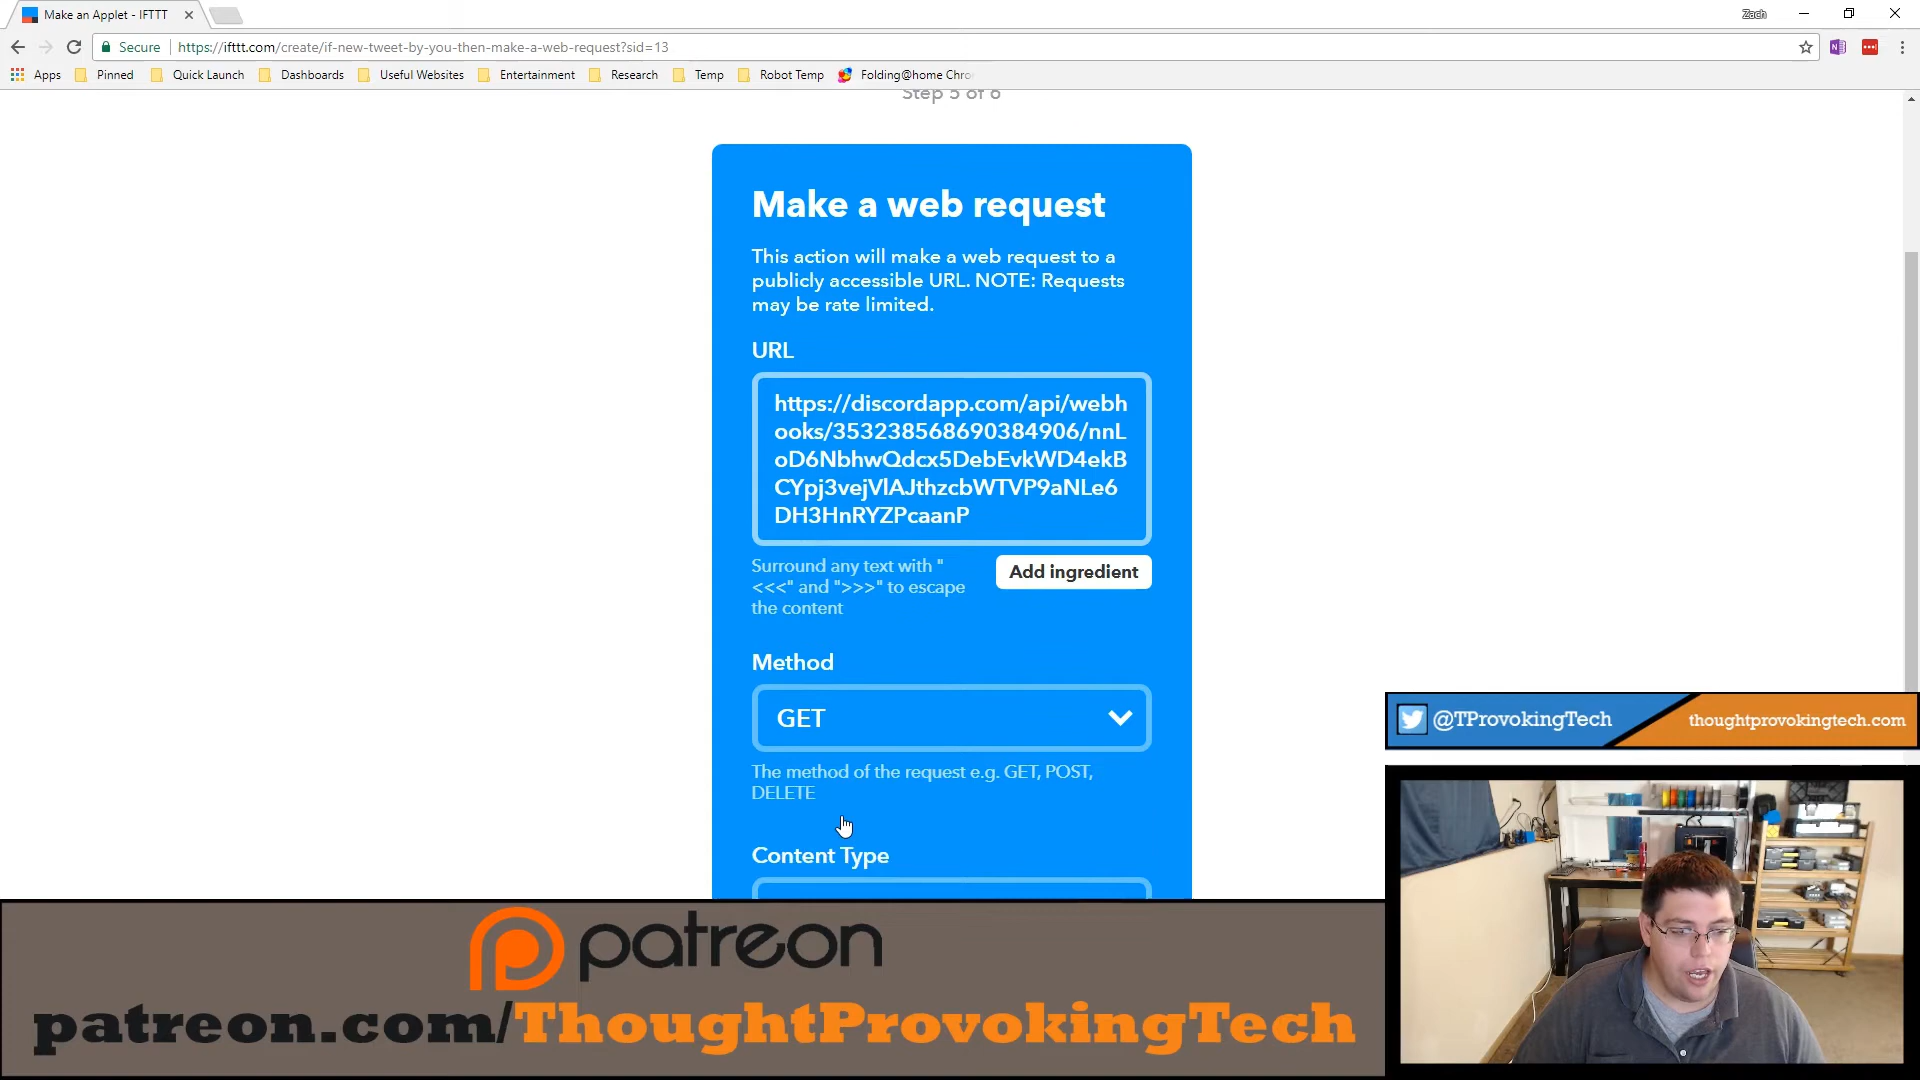 Make an Applet - IFTTT
Zach
Secure
https://ifttt.com/create/if-new-tweet-by-you-then-make-a-web-request?sid=13
Apps
Pinned
Quick Launch
Dashboards
Useful Websites
Entertainment
Research
Temp
Robot Temp
Folding@home Chro
Step 5 of 6
Make a web request
This action will make a web request to a
publicly accessible URL. NOTE: Requests
may be rate limited.
URL
https://discordapp.com/api/webh
ooks/353238568690384906/nnL
oD6NbhwQdcx5DebEvkWD4ekB
CYpj3vejVlAJthzcbWTVP9aNLe6
DH3HnRYZPcaanP
Surround any text with "
<<<" and ">>>" to escape
the content
Add ingredient
Method
GET
The method of the request e.g. GET, POST,
DELETE
Content Type
@TProvokingTech
thoughtprovokingtech.com
patreon
patreon.com/ThoughtProvokingTech